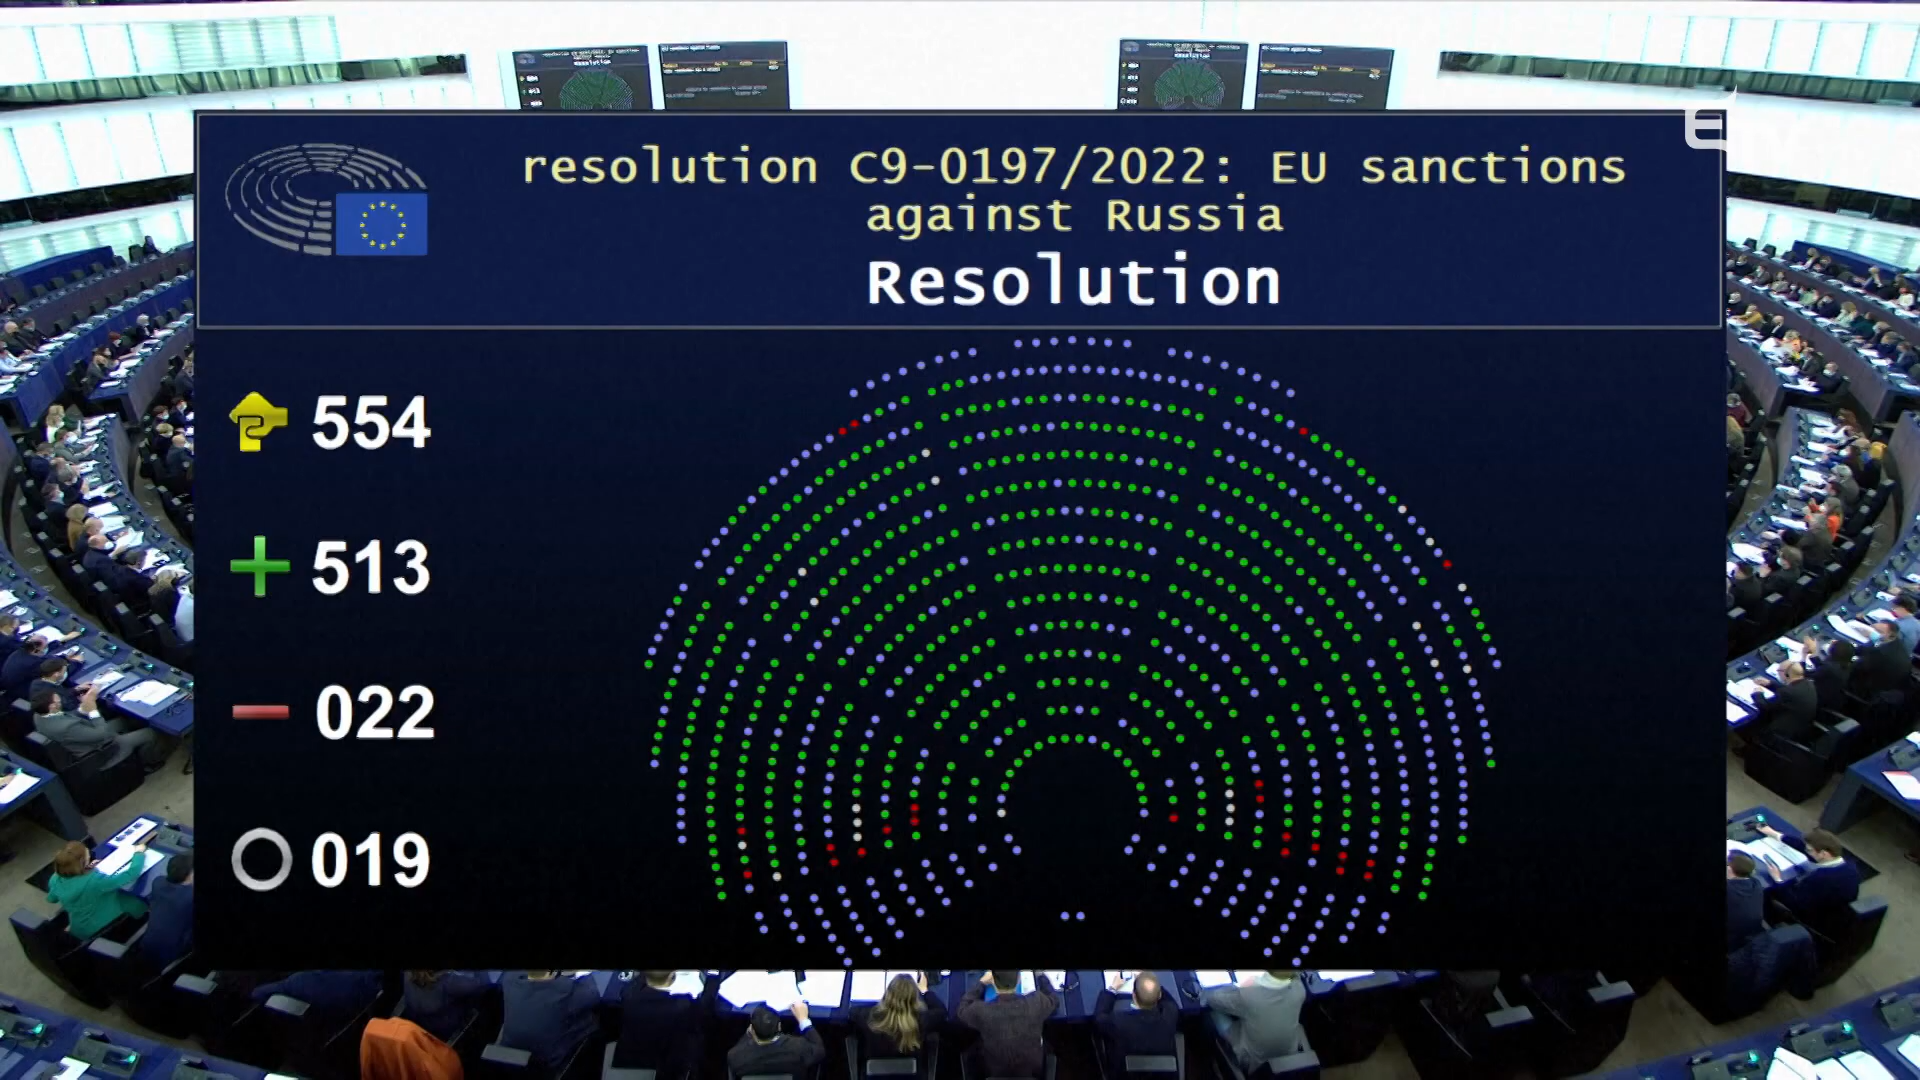 resolution C9-0197/2022: EU sanctions
against Russia
Resolution
554
513
022
019